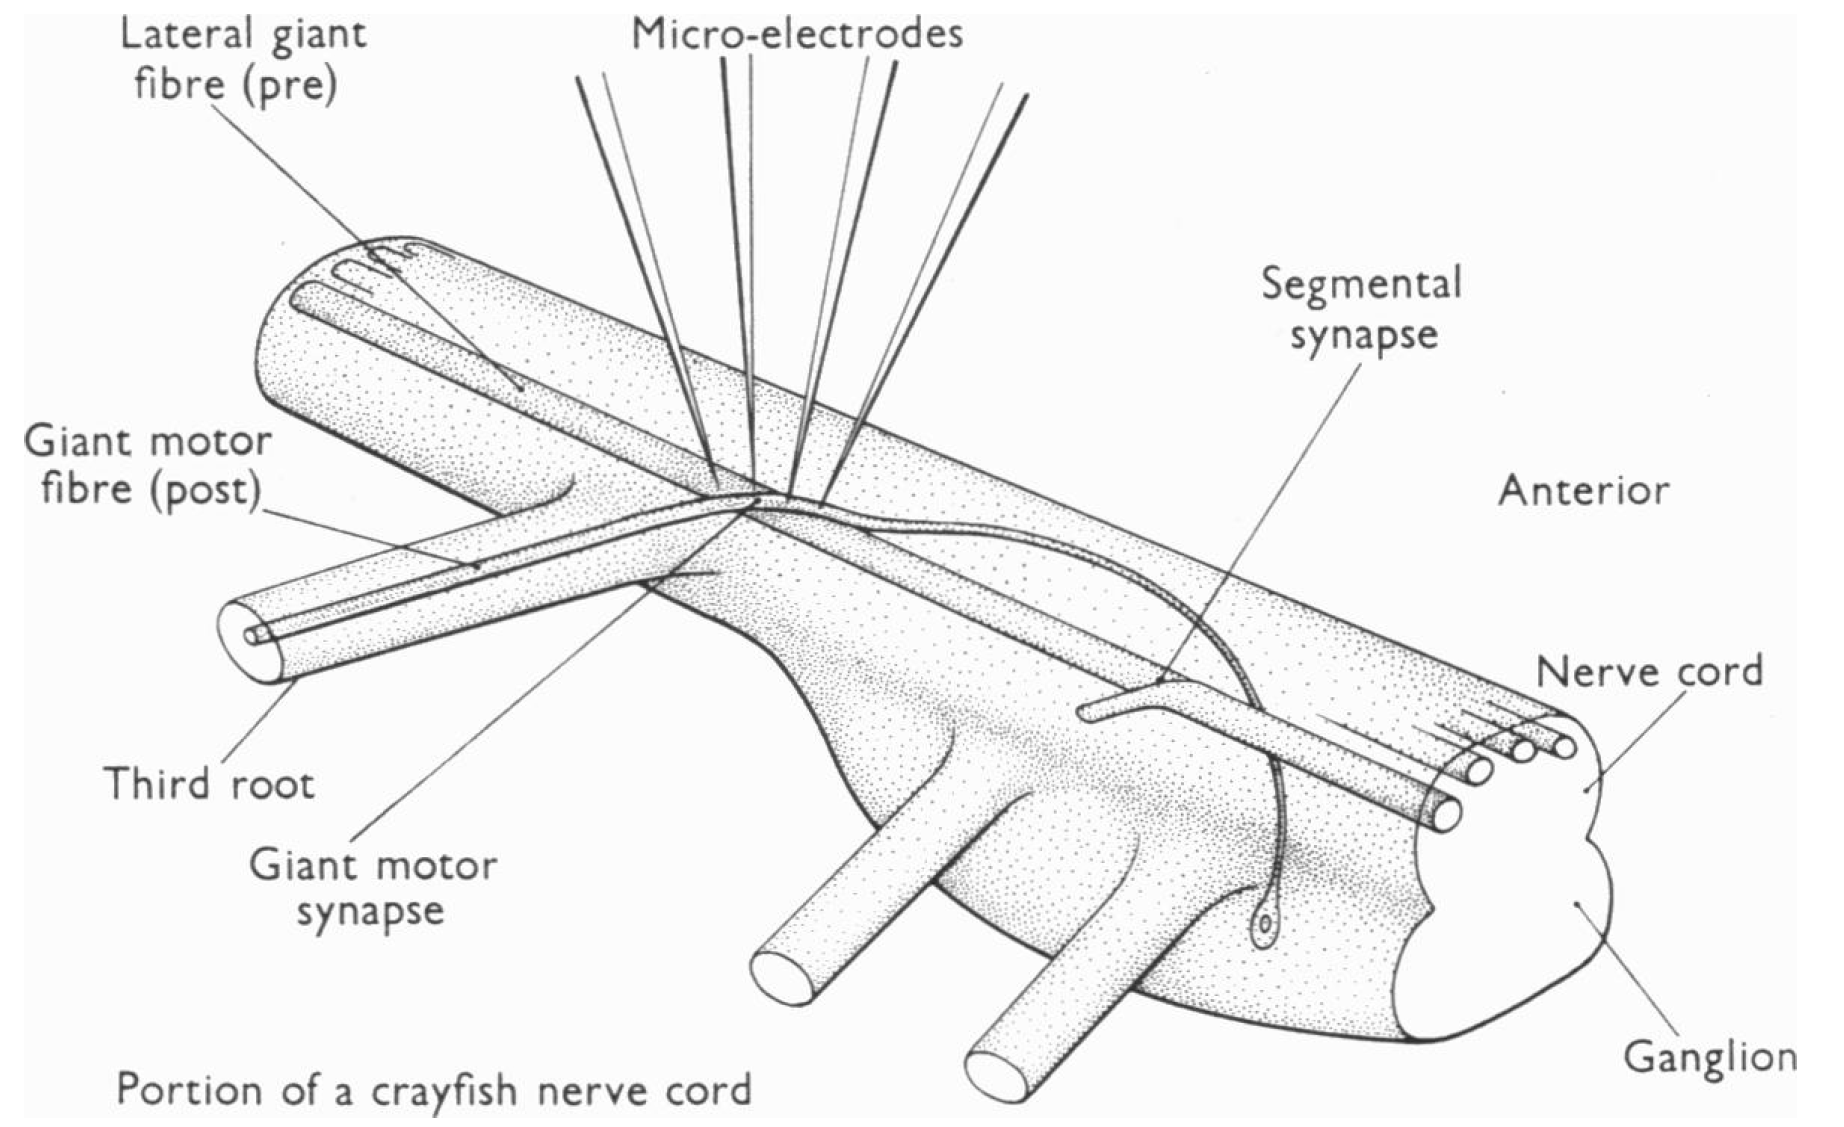 Lateral giant
fibre (pre)
Micro-electrodes
Segmental
synapse
Giant motor
fibre (post)
Anterior
Nerve cord
Third root
Giant motor
synapse
Ganglion
Portion of a crayfish nerve cord